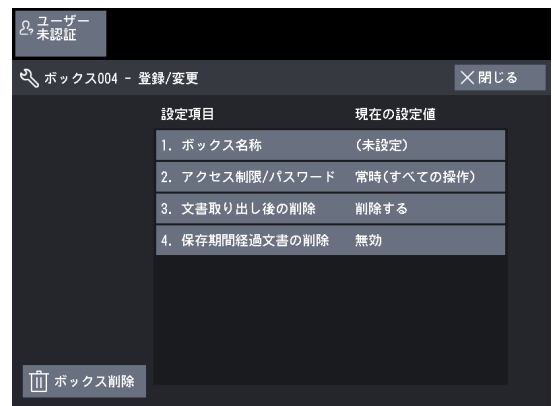 ユーザー
未認証
ボックス004 - 登録/変更
閉じる
設定項目 現在の設定値
1. ボックス名称 (未設定)
2. アクセス制限/パスワード 常時(すべての操作)
3. 文書取り出し後の削除 削除する
4. 保存期間経過文書の削除 無効
ボックス削除